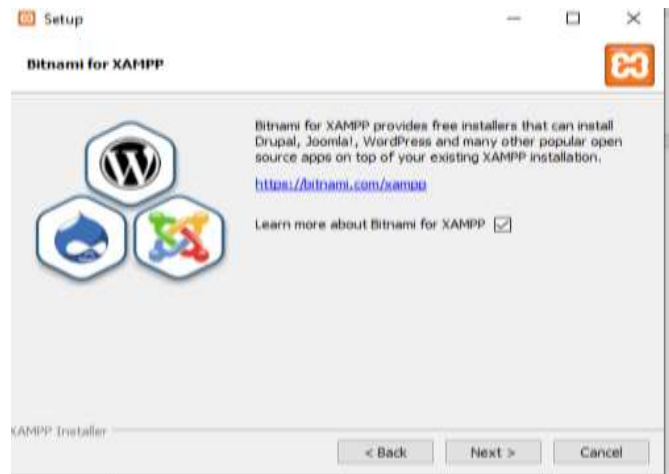 Setup
Bitnami for XAMPP
Bitnami for XAMPP provides free installers that can install
Drupal, Joomla!, WordPress and many other popular open
source apps on top of your existing XAMPP installation.
https://bitnami.com/xampp
Learn more about Bitnami for XAMPP
XAMPP Installer
< Back
Next >
Cancel